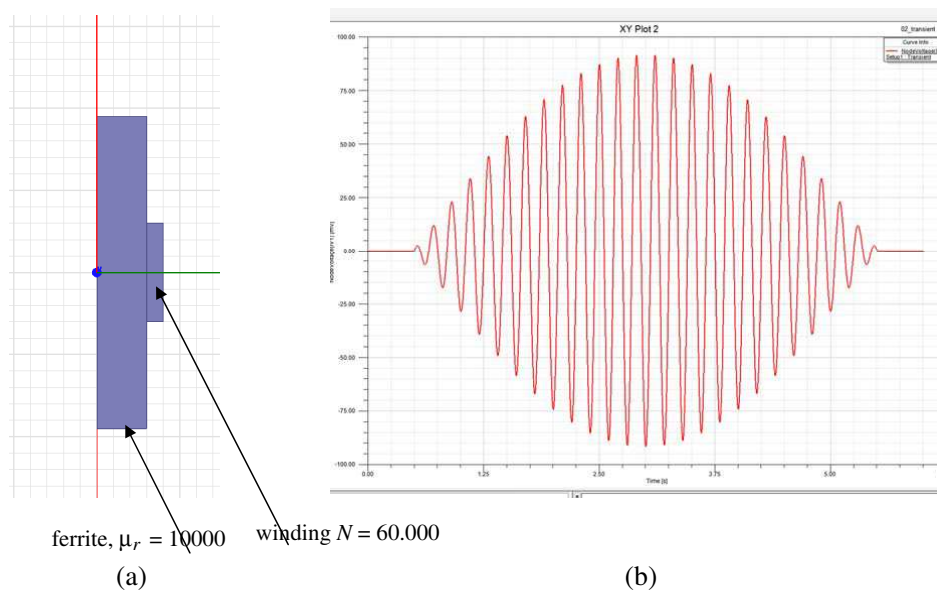 XY Plot 2
02_transient
Curve Info
Setup1 : Transient
100.00
75.00
50.00
25.00
0.00
-25.00
-50.00
-75.00
-100.00
0.00
1.25
2.50
3.75
5.00
Time [s]
ferrite, μr = 10000
winding N = 60.000
(a)
(b)